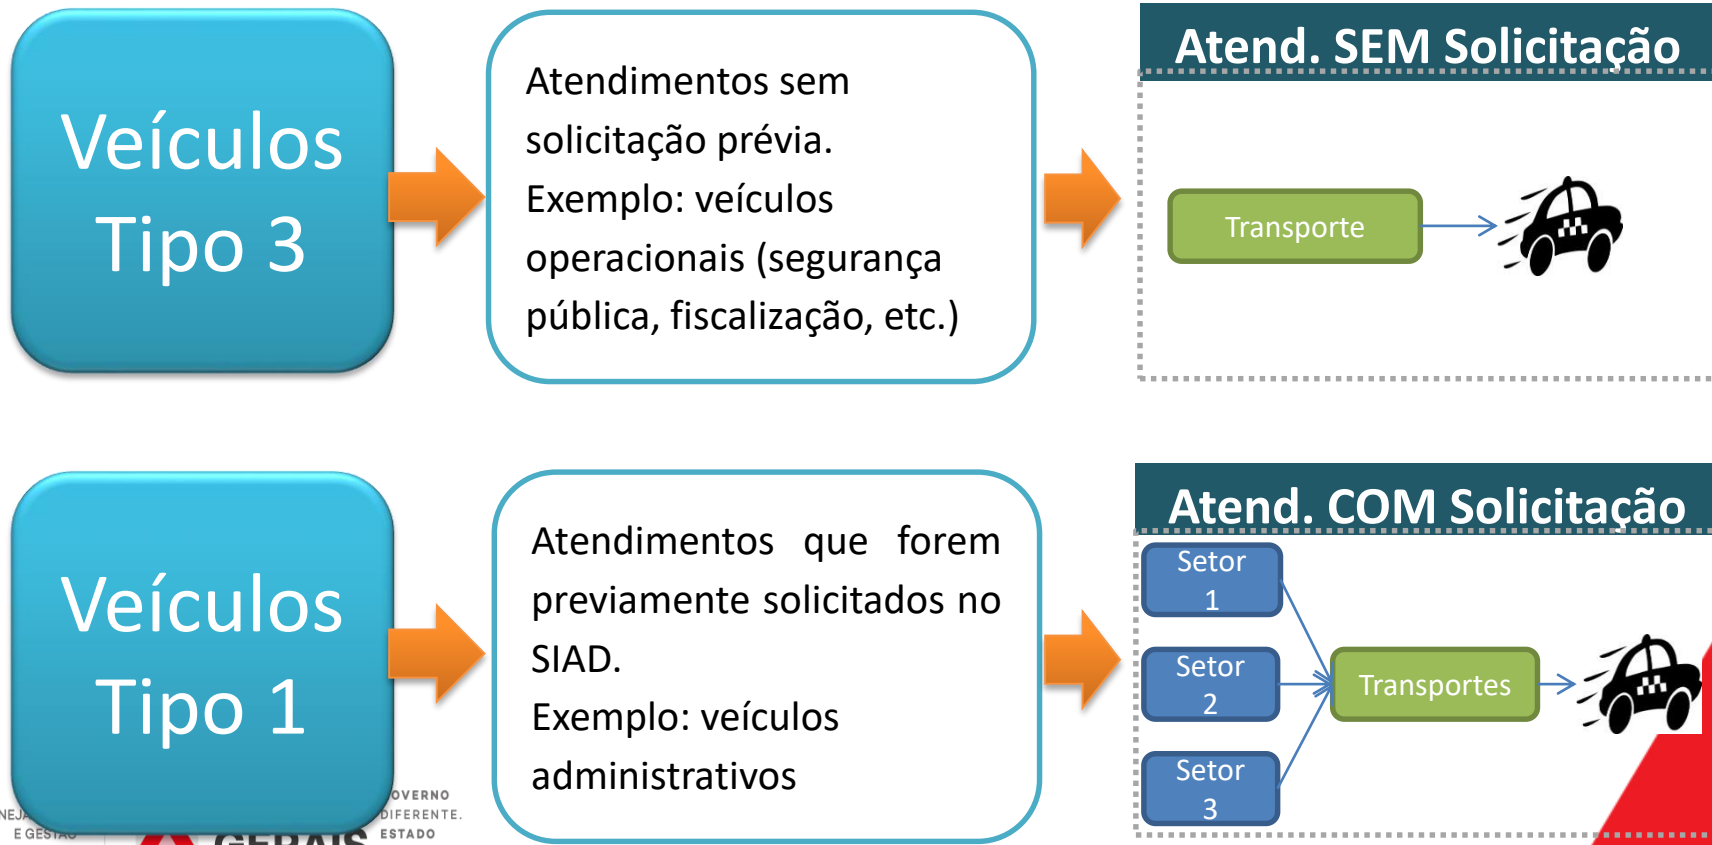 Veículos
Tipo 3
Atendimentos sem
solicitação prévia.
Exemplo: veículos
operacionais (segurança
pública, fiscalização, etc.)
Atend. SEM Solicitação
Transporte
Veículos
Tipo 1
Atendimentos que forem
previamente solicitados no
SIAD.
Exemplo: veículos
administrativos
Atend. COM Solicitação
Setor
1
Setor
2
Setor
3
Transportes
E GESTÃO
GERAIS
OVERNO
DIFERENTE.
ESTADO